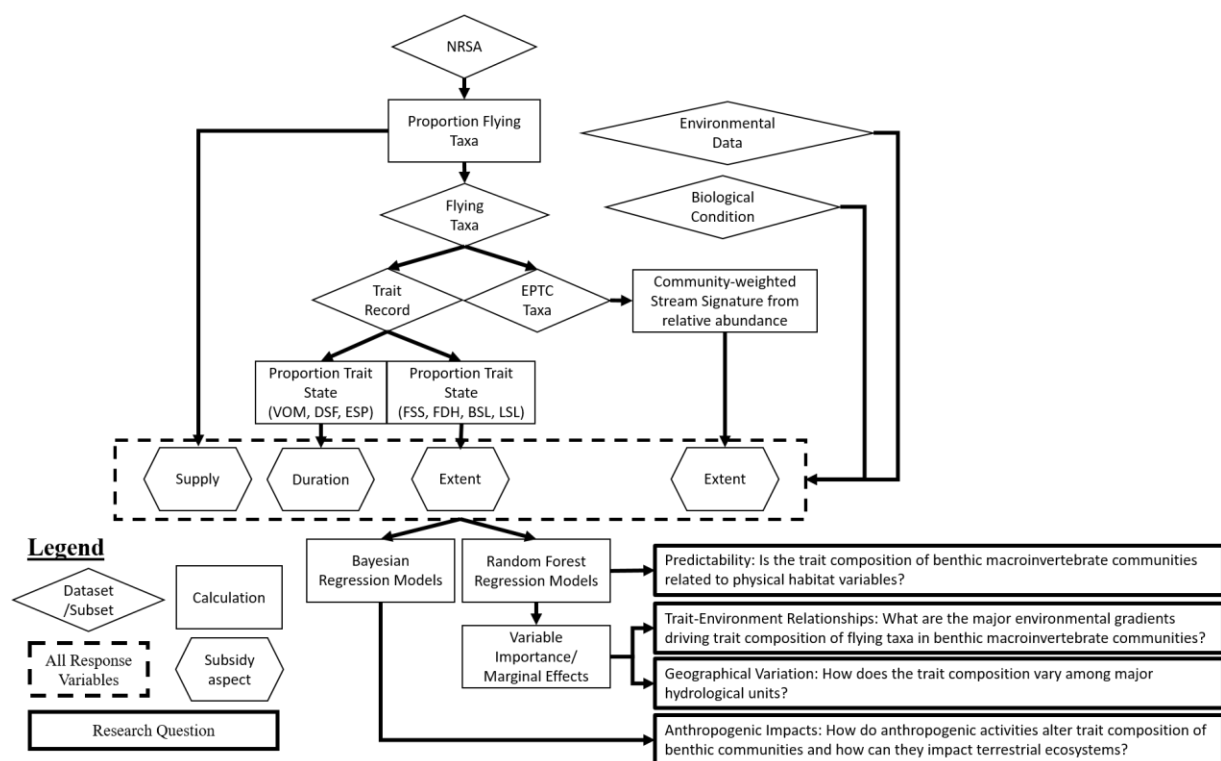 NRSA
Proportion Flying
Taxa
Environmental
Data
Biological
Condition
Flying
Taxa
Trait
Record
EPTC
Taxa
Community-weighted
Stream Signature from
relative abundance
Proportion Trait
State
(VOM, DSF, ESP)
Proportion Trait
State
(FSS, FDH, BSL, LSL)
Supply
Duration
Extent
Extent
Legend
Dataset
/Subset
Calculation
All Response
Variables
Subsidy
aspect
Research Question
Bayesian
Regression Models
Random Forest
Regression Models
Variable
Importance/
Marginal Effects
Predictability: Is the trait composition of benthic macroinvertebrate communities
related to physical habitat variables?
Trait-Environment Relationships: What are the major environmental gradients
driving trait composition of flying taxa in benthic macroinvertebrate communities?
Geographical Variation: How does the trait composition vary among major
hydrological units?
Anthropogenic Impacts: How do anthropogenic activities alter trait composition of
benthic communities and how can they impact terrestrial ecosystems?